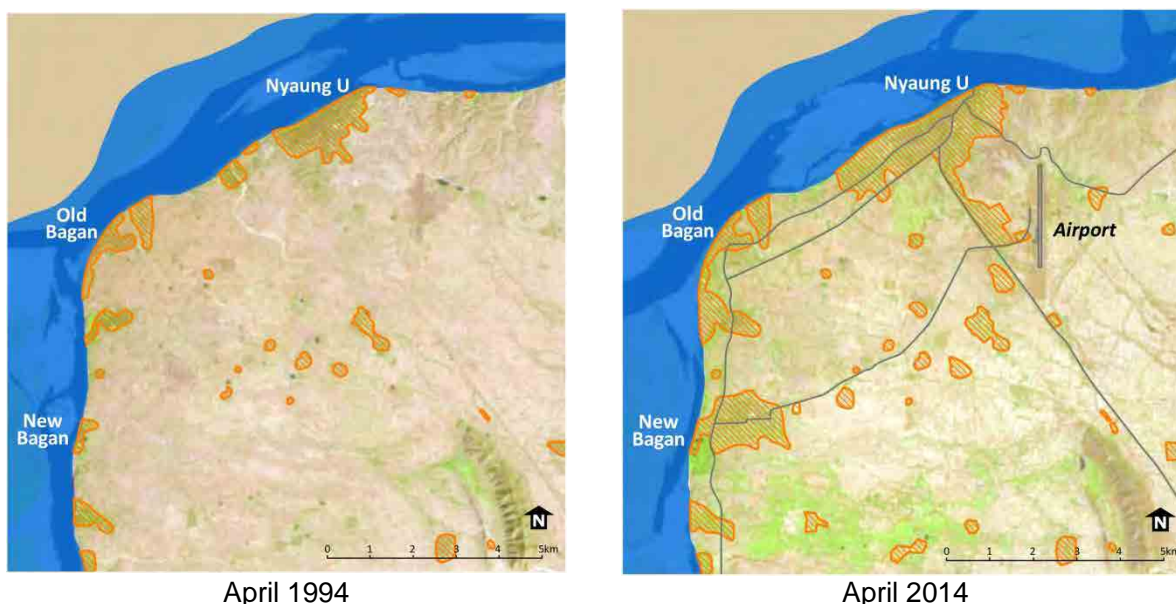 Nyaung U
Old
Bagan
New
Bagan
N
0 1 2 3 4 5km
April 1994
Nyaung U
Old
Bagan
Airport
New
Bagan
N
0 1 2 3 4 5km
April 2014